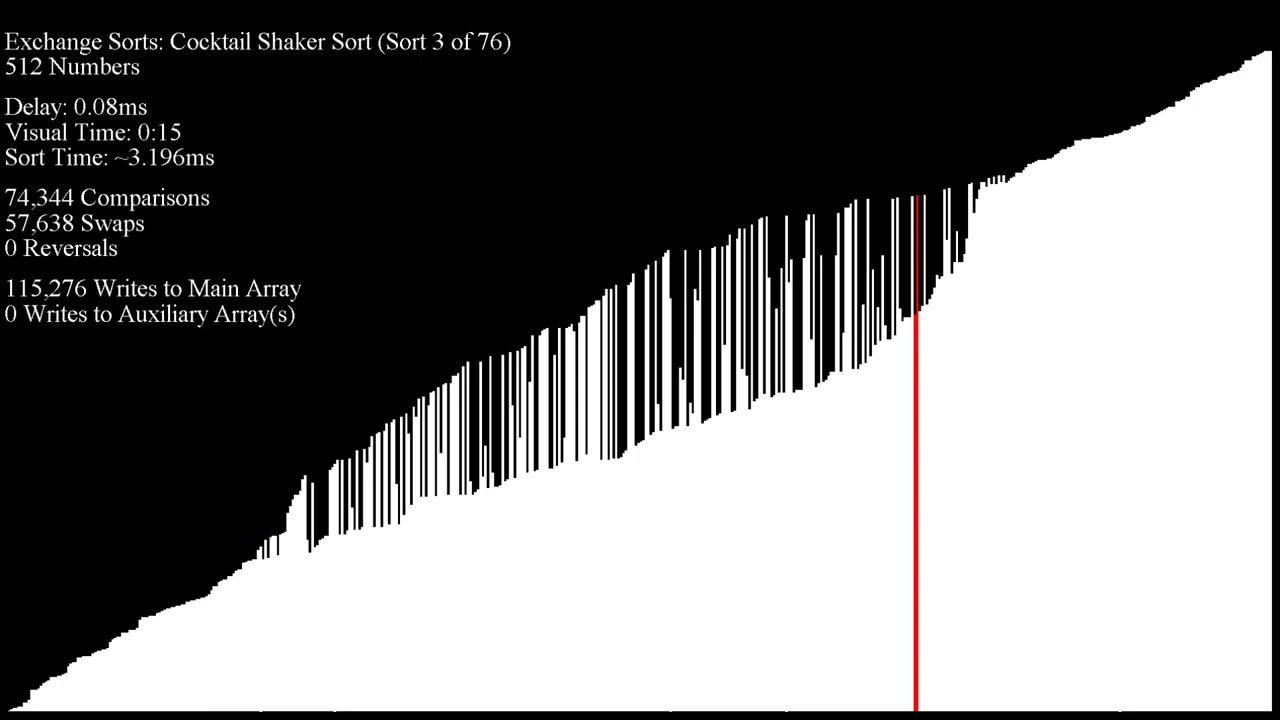 Exchange Sorts: Cocktail Shaker Sort (Sort 3 of 76)
512 Numbers
Delay: 0.08ms
Visual Time: 0:15
Sort Time: ~3.196ms
74,344 Comparisons
57,638 Swaps
0 Reversals
115,276 Writes to Main Array
0 Writes to Auxiliary Array(s)